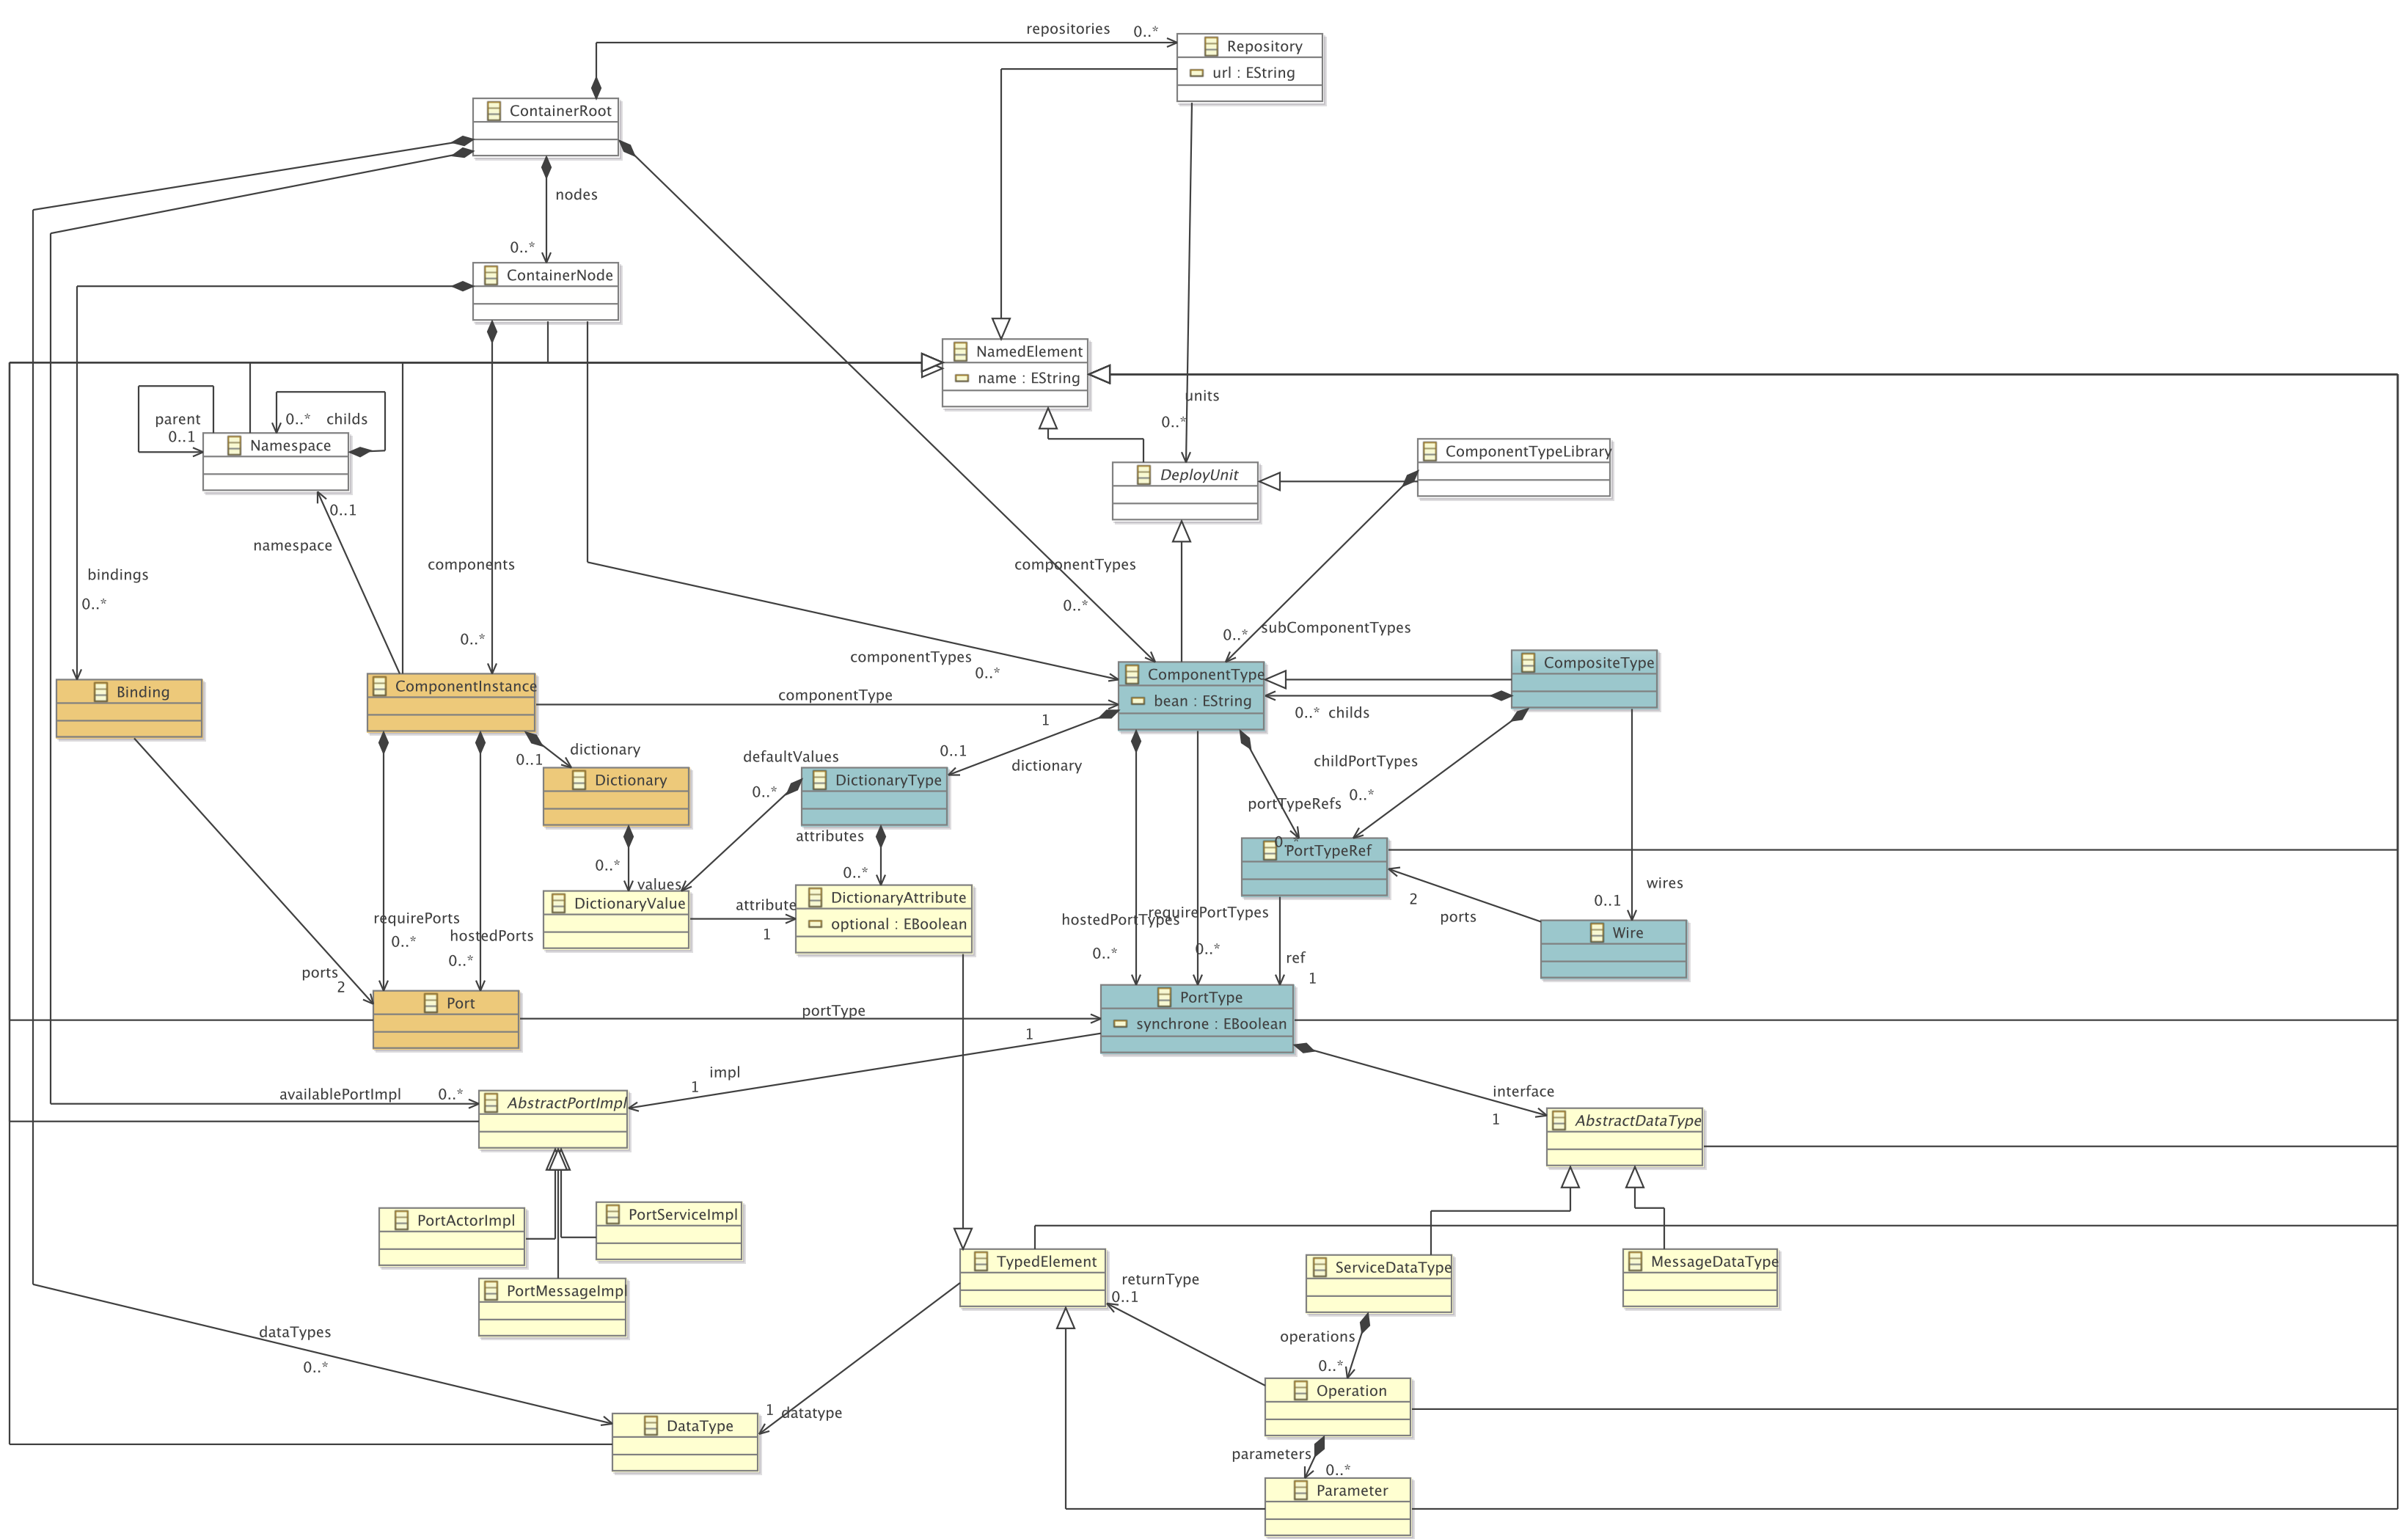 repositories
0..*
Repository
url : EString
ContainerRoot
nodes
0..*
ContainerNode
NamedElement
name : EString
units
0..*
parent
0..1
0..*
childs
Namespace
0..1
namespace
DeployUnit
ComponentTypeLibrary
bindings
0..*
components
0..*
componentTypes
0..*
componentTypes
0..*
0..*
subComponentTypes
Binding
ComponentInstance
componentType
1
ComponentType
bean : EString
CompositeType
0..*
childs
0..1
dictionary
Dictionary
defaultValues
0..*
0..1
dictionary
DictionaryType
childPortTypes
0..*
portTypeRefs
0..*
PortTypeRef
attributes
0..*
0..*
values
DictionaryValue
attribute
1
DictionaryAttribute
optional : EBoolean
wires
0..1
2
ports
Wire
requirePorts
0..*
hostedPorts
0..*
hostedPortTypes
0..*
requirePortTypes
0..*
ref
1
ports
2
Port
portType
1
PortType
synchrone : EBoolean
impl
1
availablePortImpl
0..*
AbstractPortImpl
interface
1
AbstractDataType
PortActorImpl
PortServiceImpl
PortMessageImpl
TypedElement
returnType
0..1
ServiceDataType
MessageDataType
dataTypes
0..*
operations
0..*
Operation
1
datatype
DataType
parameters
0..*
Parameter